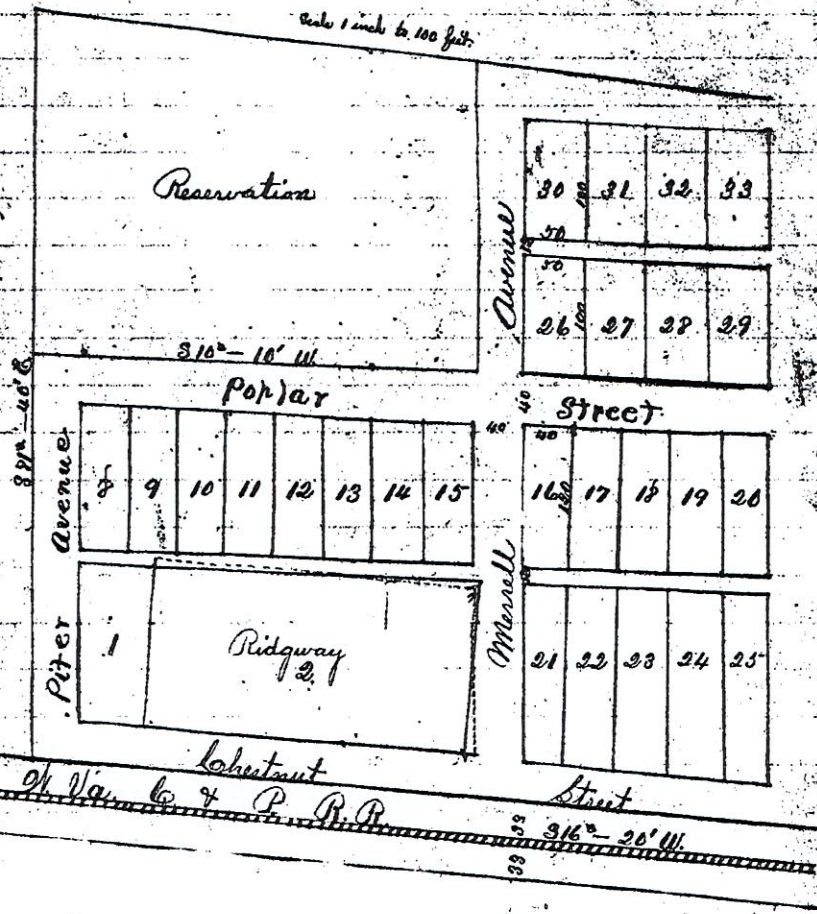 Scale 1 inch to 100 feet.
Reservation
30 31 32 33
100
50
12
50
Avenue
26 27 28 29
100
S 10° - 10' W.
Poplar Street
40
40
40
Avenue
8 9 10 11 12 13 14 15
16 17 18 19 20
120
Piter
1
Ridgway
2.
Merrell
21 22 23 24 25
Chestnut Street
W. Va. C & P. R. R.
33
S 16° - 20' W.
33